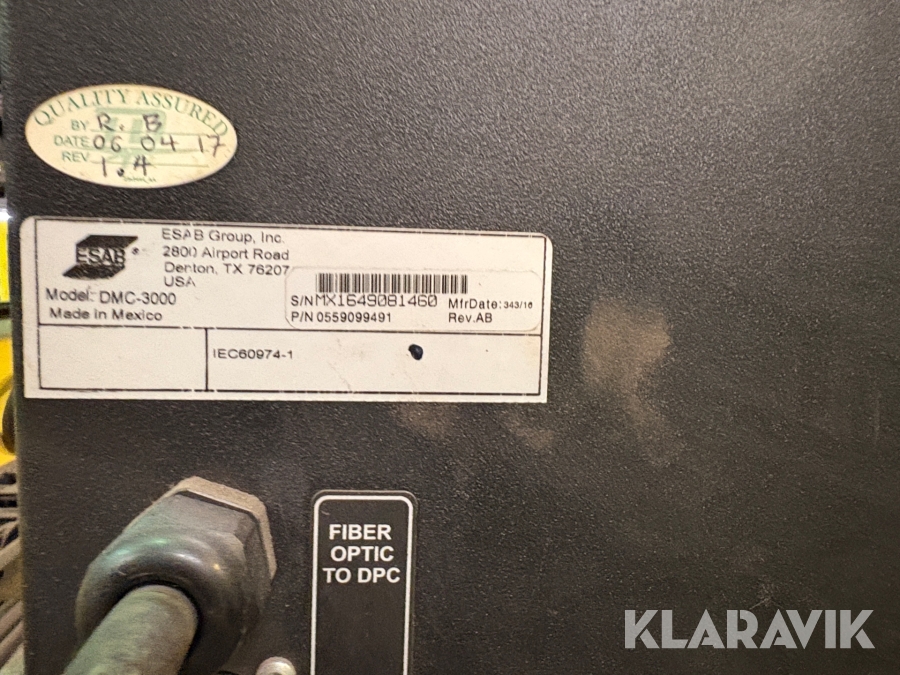 QUALITY ASSURED
BY R. B
DATE 06 04 17
REV 1.4
ESAB®
ESAB Group, Inc.
2800 Airport Road
Denton, TX 76207
USA
Model: DMC-3000
Made in Mexico
S/N MX1649081460 MfrDate: 343/16
P/N 0559099491 Rev.AB
IEC60974-1
FIBER
OPTIC
TO DPC
KLARAVIK